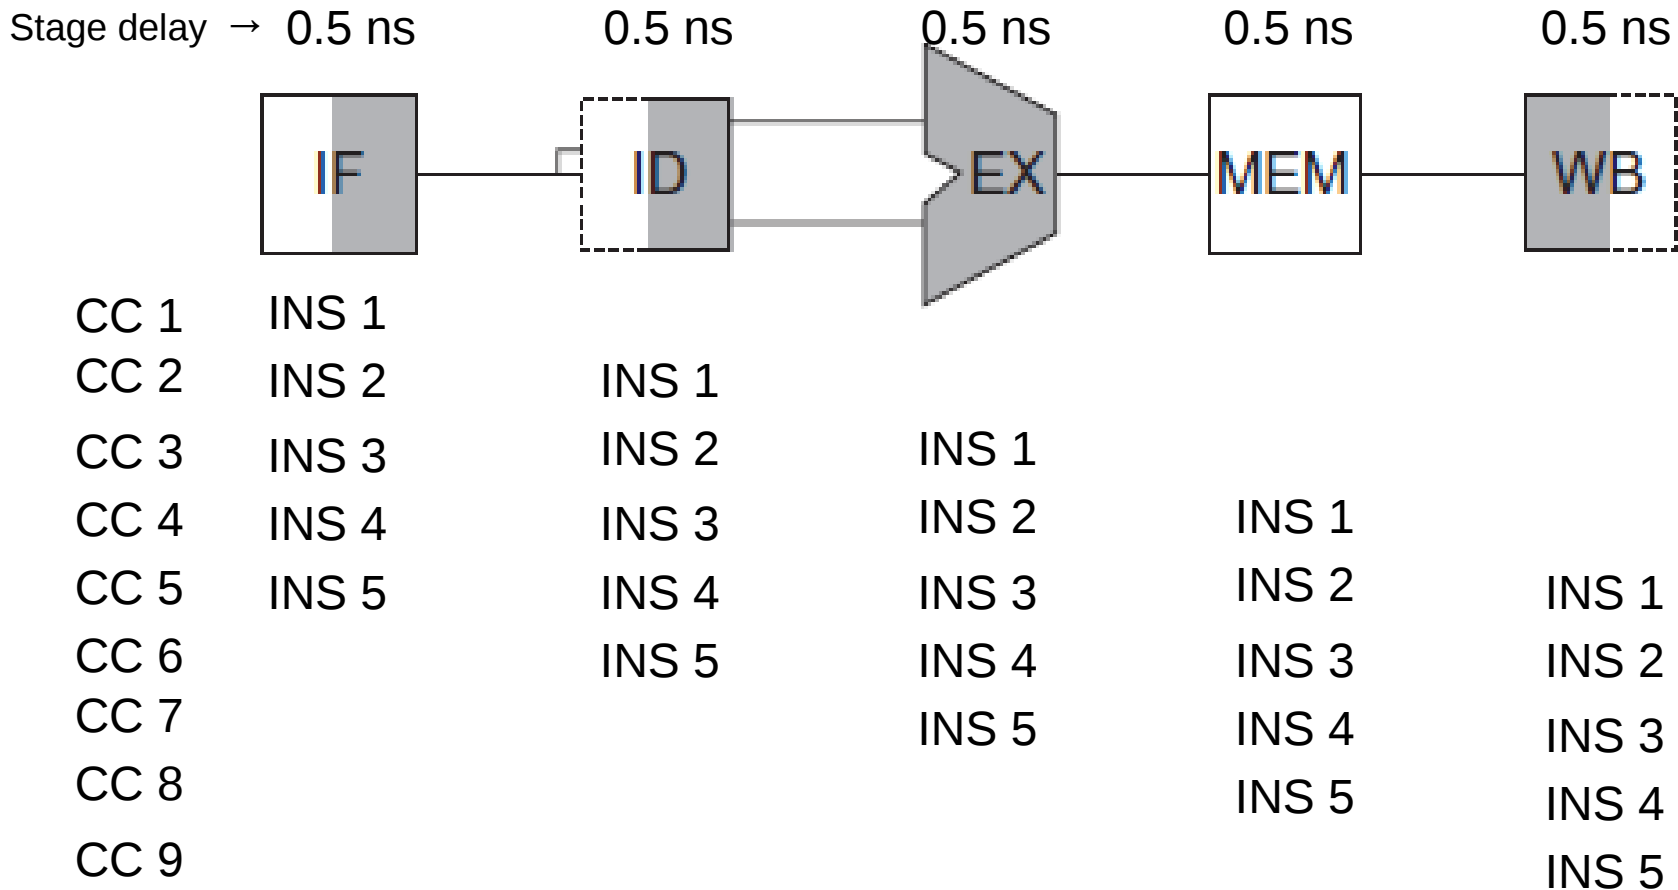 Stage delay → 0.5 ns 0.5 ns 0.5 ns 0.5 ns 0.5 ns
IF ID EX MEM WB
CC 1 INS 1
CC 2 INS 2 INS 1
CC 3 INS 3 INS 2 INS 1
CC 4 INS 4 INS 3 INS 2 INS 1
CC 5 INS 5 INS 4 INS 3 INS 2 INS 1
CC 6 INS 5 INS 4 INS 3 INS 2
CC 7 INS 5 INS 4 INS 3
CC 8 INS 5 INS 4
CC 9 INS 5